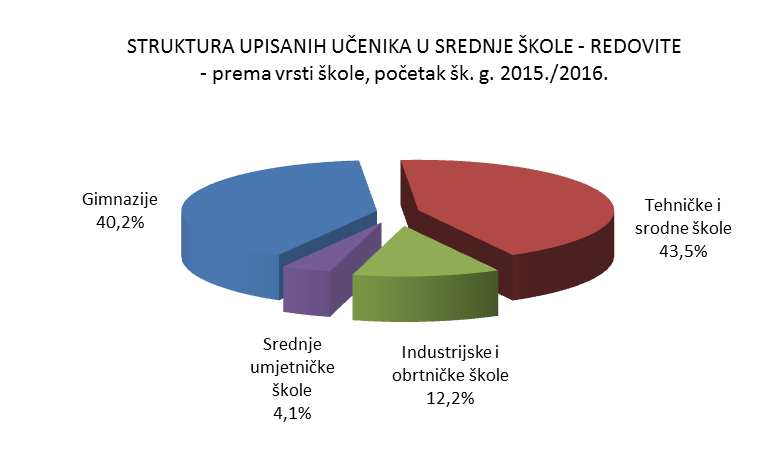 STRUKTURA UPISANIH UČENIKA U SREDNJE ŠKOLE - REDOVITE
- prema vrsti škole, početak šk. g. 2015./2016.
Gimnazije
40,2%
Tehničke i
srodne škole
43,5%
Srednje
umjetničke
škole
4,1%
Industrijske i
obrtničke škole
12,2%